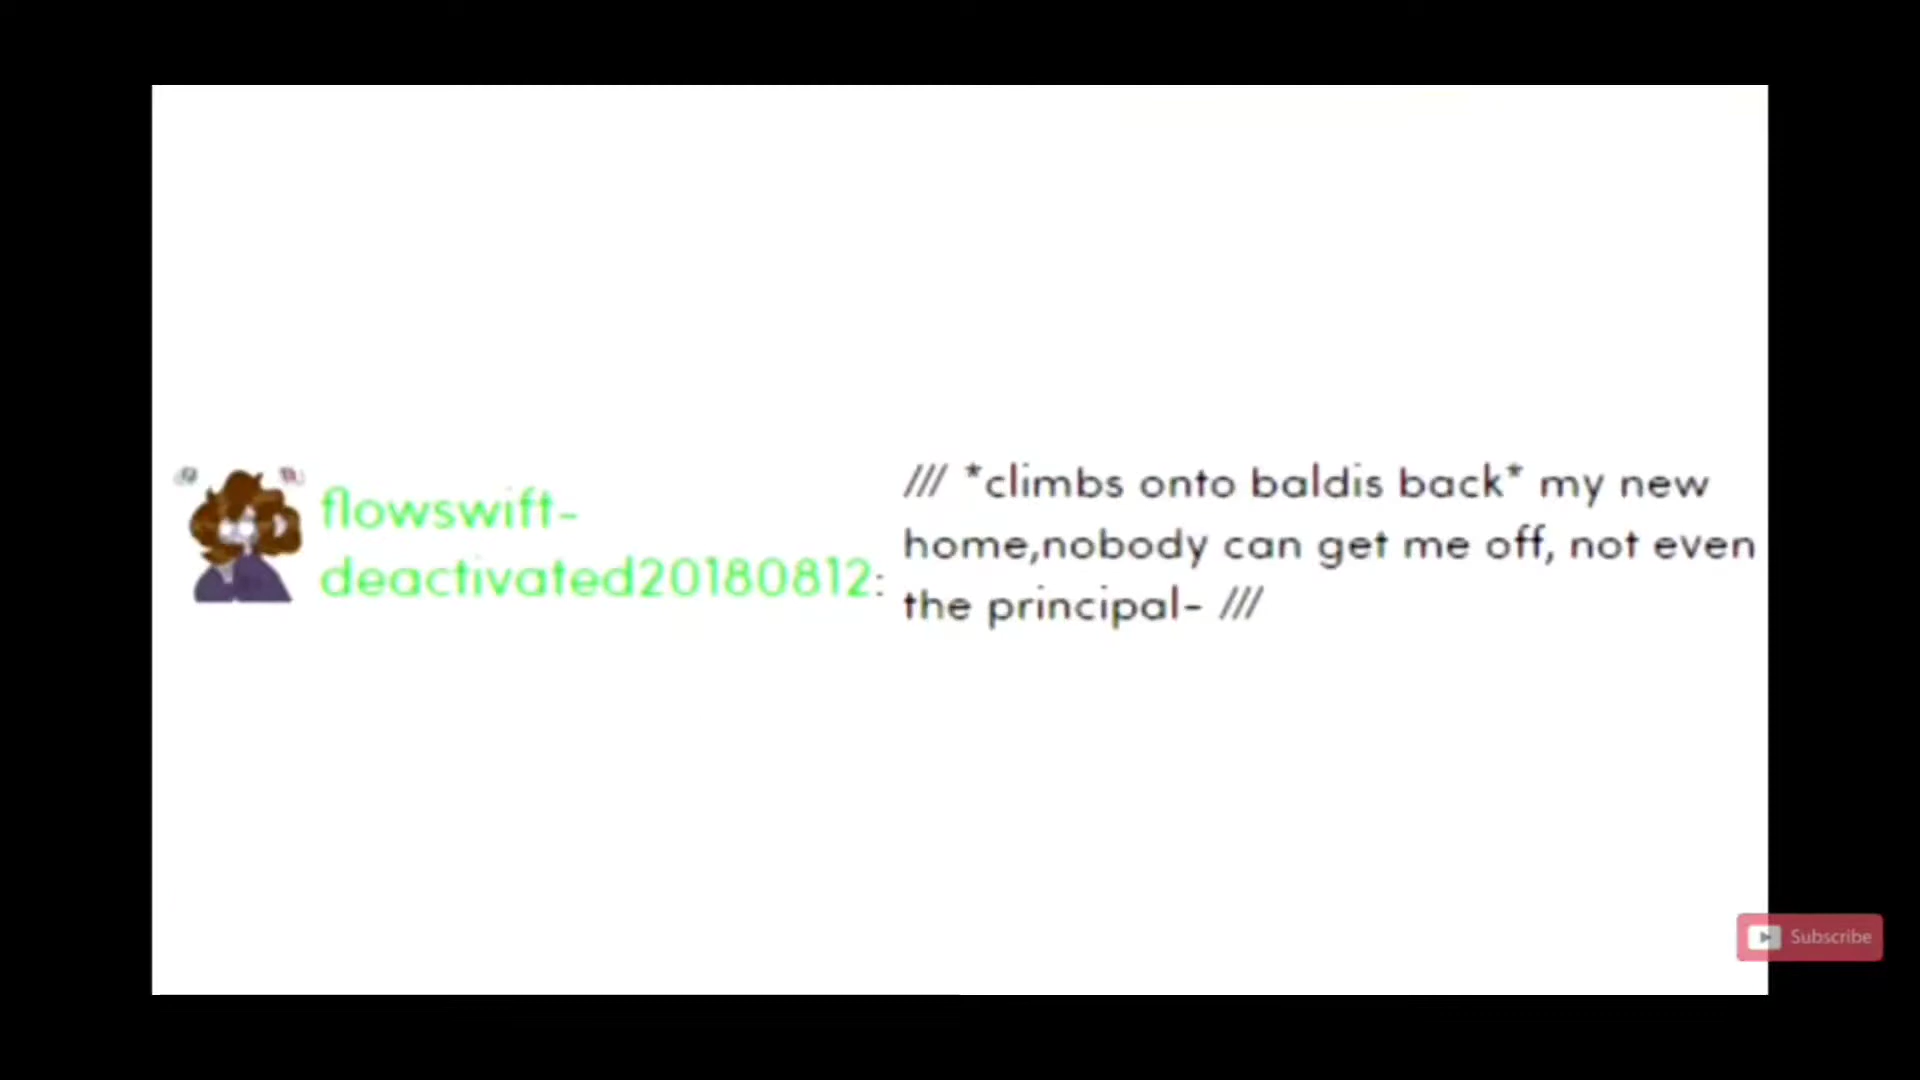 flowswift-
deactivated20180812:
/// *climbs onto baldis back* my new
home,nobody can get me off, not even
the principal- ///
Subscribe